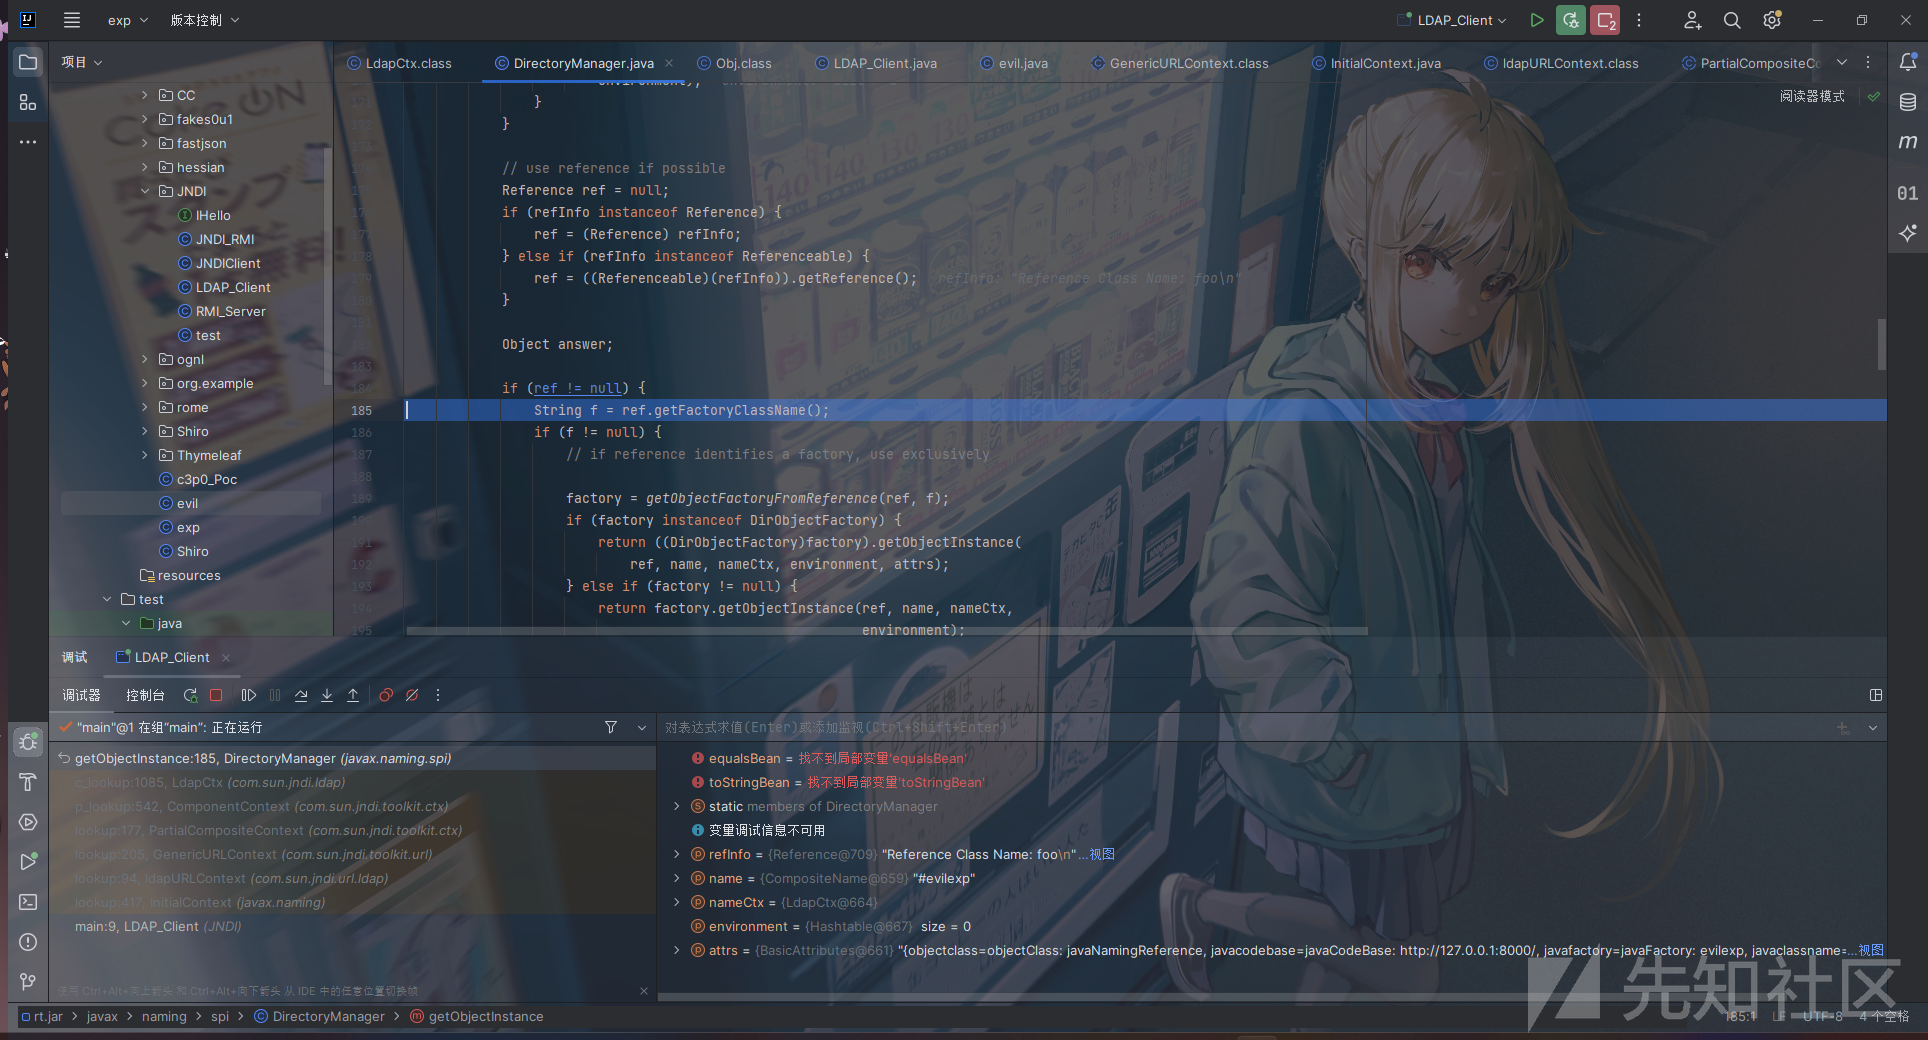 exp
版本控制
LDAP_Client
项目
LdapCtx.class
DirectoryManager.java
Obj.class
LDAP_Client.java
evil.java
GenericURLContext.class
InitialContext.java
ldapURLContext.class
PartialCompositeCo
阅读器模式
CC
fakes0u1
fastjson
hessian
JNDI
IHello
JNDI_RMI
JNDIClient
LDAP_Client
RMI_Server
test
ognl
org.example
rome
Shiro
Thymeleaf
c3p0_Poc
evil
exp
Shiro
resources
test
java
}
}
// use reference if possible
Reference ref = null;
if (refInfo instanceof Reference) {
ref = (Reference) refInfo;
} else if (refInfo instanceof Referenceable) {
ref = ((Referenceable)(refInfo)).getReference(); refInfo: "Reference Class Name: foo\n"
}
Object answer;
if (ref != null) {
185 String f = ref.getFactoryClassName();
186 if (f != null) {
187 // if reference identifies a factory, use exclusively
188
189 factory = getObjectFactoryFromReference(ref, f);
190 if (factory instanceof DirObjectFactory) {
191 return ((DirObjectFactory)factory).getObjectInstance(
192 ref, name, nameCtx, environment, attrs);
193 } else if (factory != null) {
194 return factory.getObjectInstance(ref, name, nameCtx,
195 environment);
调试
LDAP_Client
调试器
控制台
"main"@1 在组"main": 正在运行
getObjectInstance:185, DirectoryManager (javax.naming.spi)
c_lookup:1085, LdapCtx (com.sun.jndi.ldap)
p_lookup:542, ComponentContext (com.sun.jndi.toolkit.ctx)
lookup:177, PartialCompositeContext (com.sun.jndi.toolkit.ctx)
lookup:205, GenericURLContext (com.sun.jndi.toolkit.url)
lookup:94, ldapURLContext (com.sun.jndi.url.ldap)
lookup:417, InitialContext (javax.naming)
main:9, LDAP_Client (JNDI)
使用 Ctrl+Alt+向上箭头 和 Ctrl+Alt+向下箭头 从 IDE 中的任意位置切换帧
对表达式求值(Enter)或添加监视(Ctrl+Shift+Enter)
equalsBean = 找不到局部变量'equalsBean'
toStringBean = 找不到局部变量'toStringBean'
static members of DirectoryManager
变量调试信息不可用
refInfo = {Reference@709} "Reference Class Name: foo\n"...视图
name = {CompositeName@659} "#evilexp"
nameCtx = {LdapCtx@664}
environment = {Hashtable@667} size = 0
attrs = {BasicAttributes@661} "{objectclass=objectClass: javaNamingReference, javacodebase=javaCodeBase: http://127.0.0.1:8000/, javafactory=javaFactory: evilexp, javaclassname=...视图
先知社区
rt.jar
javax
naming
spi
DirectoryManager
getObjectInstance
185:1
LF
UTF-8
4 个空格